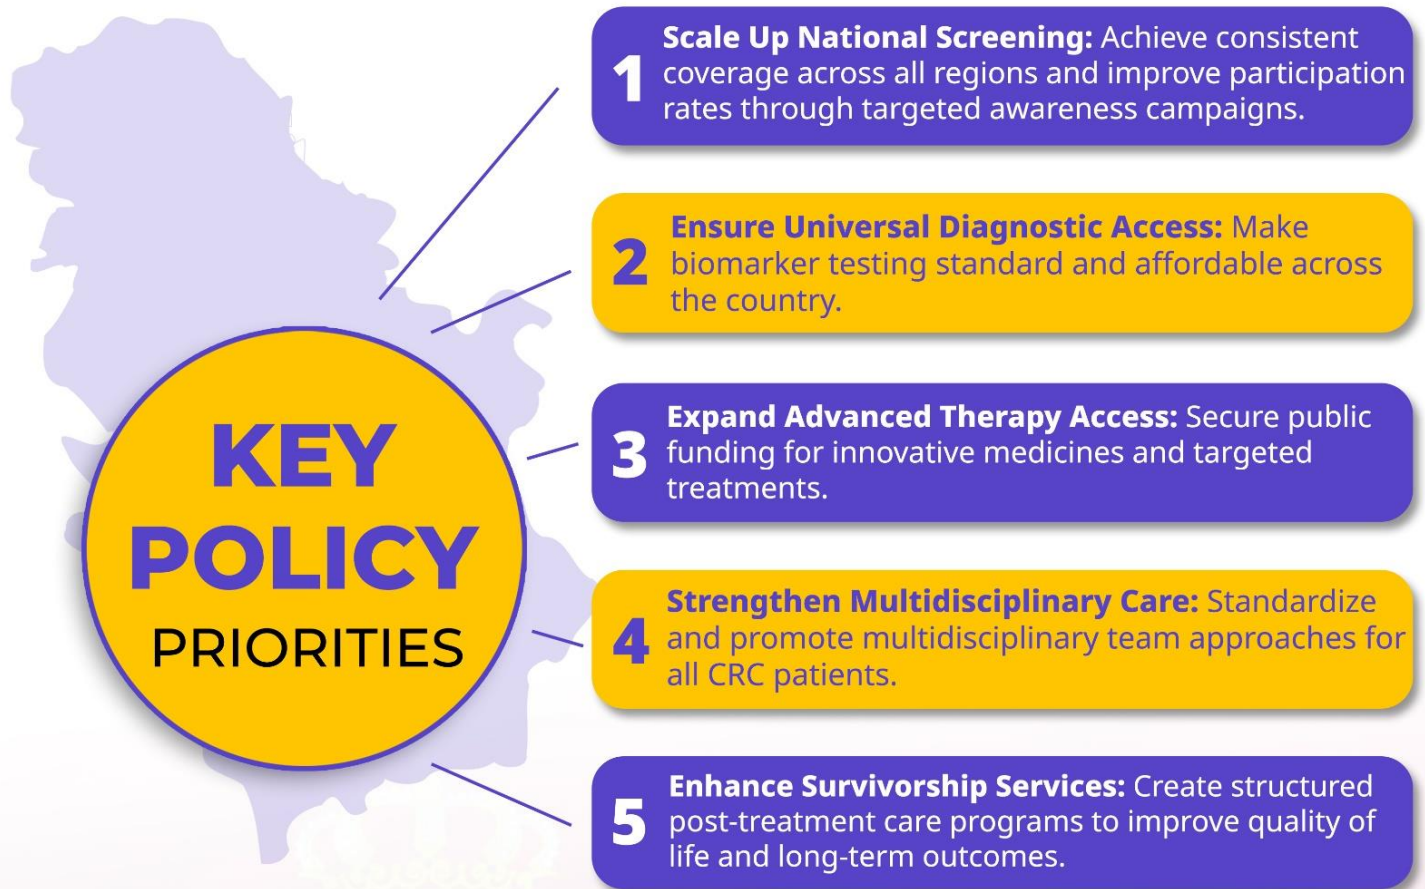 KEY
POLICY
PRIORITIES
1
Scale Up National Screening: Achieve consistent
coverage across all regions and improve participation
rates through targeted awareness campaigns.
2
Ensure Universal Diagnostic Access: Make
biomarker testing standard and affordable across
the country.
3
Expand Advanced Therapy Access: Secure public
funding for innovative medicines and targeted
treatments.
4
Strengthen Multidisciplinary Care: Standardize
and promote multidisciplinary team approaches for
all CRC patients.
5
Enhance Survivorship Services: Create structured
post-treatment care programs to improve quality of
life and long-term outcomes.